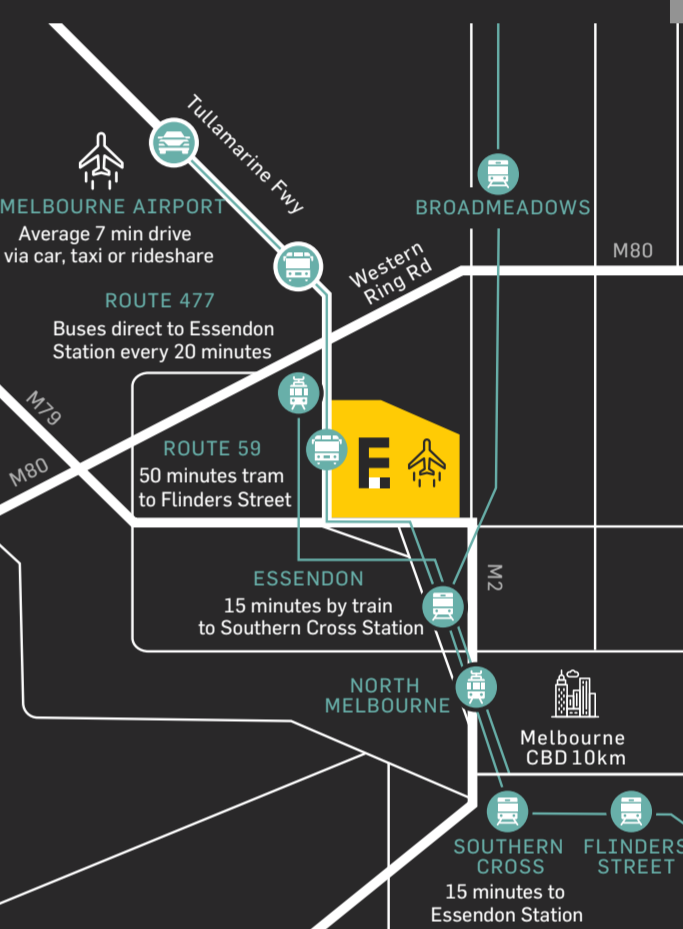 Tullamarine Fwy
MELBOURNE AIRPORT
Average 7 min drive
via car, taxi or rideshare
BROADMEADOWS
Western
Ring Rd
M80
ROUTE 477
Buses direct to Essendon
Station every 20 minutes
M79
M80
ROUTE 59
50 minutes tram
to Flinders Street
E
ESSENDON
15 minutes by train
to Southern Cross Station
M2
NORTH
MELBOURNE
Melbourne
CBD 10km
SOUTHERN
CROSS
15 minutes to
Essendon Station
FLINDERS
STREET